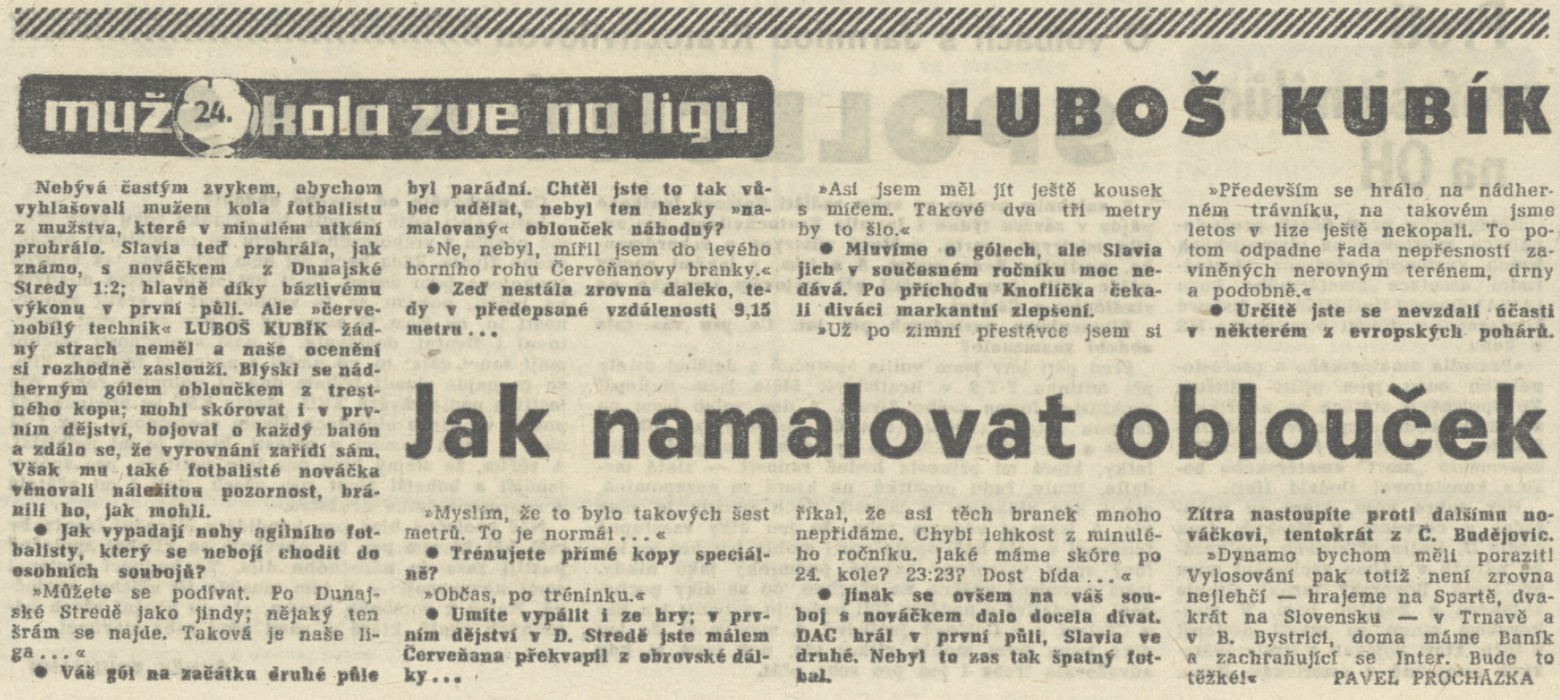 muž 24. kola zve na ligu
LUBOŠ KUBÍK
Nebývá častým zvykem, abychom
vyhlašovali mužem kola fotbalistu
z mužstva, které v minulém utkání
prohrálo. Slavia teď prohrála, jak
známo, s nováčkem z Dunajské
Stredy 1:2; hlavně díky bázlivému
výkonu v první půli. Ale »červe-
nobílý technik« LUBOŠ KUBÍK žád-
ný strach neměl a naše ocenění
si rozhodně zaslouží. Blýskl se nád-
herným gólem obloučkem z trest-
ného kopu; mohl skórovat i v prv-
ním dějství, bojoval o každý balón
a zdálo se, že vyrovnání zařídí sám.
Však mu také fotbalisté nováčka
věnovali náležitou pozornost, brá-
nili ho, jak mohli.
● Jak vypadají nohy agilního fot-
balisty, který se nebojí chodit do
osobních soubojů?
»Můžete se podívat. Po Dunaj-
ské Stredě jako jindy; nějaký ten
šrám se najde. Taková je naše li-
ga...«
● Váš gól na začátku druhé půle
byl parádní. Chtěl jste to tak vů-
bec udělat, nebyl ten hezky »na-
malovaný« oblouček náhodný?
»Ne, nebyl, mířil jsem do levého
horního rohu Červeňanovy branky.«
● Zeď nestála zrovna daleko, te-
dy v předepsané vzdálenosti 9,15
metru...
Jak namalovat oblouček
»Myslím, že to bylo takových šest
metrů. To je normál...«
● Trénujete přímé kopy speciál-
ně?
»Občas, po tréninku.«
● Umíte vypálit i ze hry; v prv-
ním dějství v D. Stredě jste málem
Červeňana překvapil z obrovské dál-
ky...
»Asi jsem měl jít ještě kousek
s míčem. Takové dva tři metry
by to šlo.«
● Mluvíme o gólech, ale Slavia
jich v současném ročníku moc ne-
dává. Po příchodu Knoflíčka čeka-
li diváci markantní zlepšení.
»Už po zimní přestávce jsem si
říkal, že asi těch branek mnoho
nepřidáme. Chybí lehkost z minulé-
ho ročníku. Jaké máme skóre po
24. kole? 23:23? Dost bída...«
● Jinak se ovšem na váš sou-
boj s nováčkem dalo docela dívat.
DAC hrál v první půli, Slavia ve
druhé. Nebyl to zas tak špatný fot-
bal.
»Především se hrálo na nádher-
ném trávníku, na takovém jsme
letos v lize ještě nekopali. To po-
tom odpadne řada nepřesností za-
viněných nerovným terénem, drny
a podobně.«
● Určitě jste se nevzdali účasti
v některém z evropských pohárů.
Zítra nastoupíte proti dalšímu no-
váčkovi, tentokrát z Č. Budějovic.
»Dynamo bychom měli porazit!
Vylosování pak totiž není zrovna
nejlehčí — hrajeme na Spartě, dva-
krát na Slovensku — v Trnavě a
v B. Bystrici, doma máme Baník
a zachraňující se Inter. Bude to
těžké!« PAVEL PROCHÁZKA